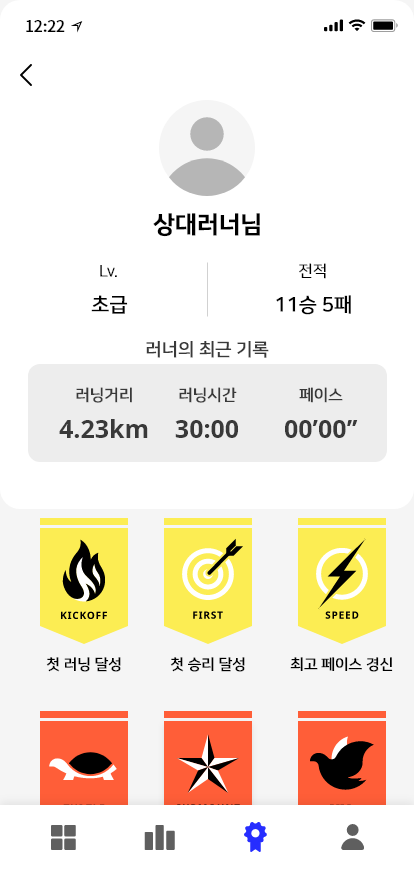 12:22
상대러너님
Lv. 전적
초급 11승 5패
러너의 최근 기록
러닝거리 러닝시간 페이스
4.23km 30:00 00’00”
KICKOFF FIRST SPEED
첫 러닝 달성 첫 승리 달성 최고 페이스 경신